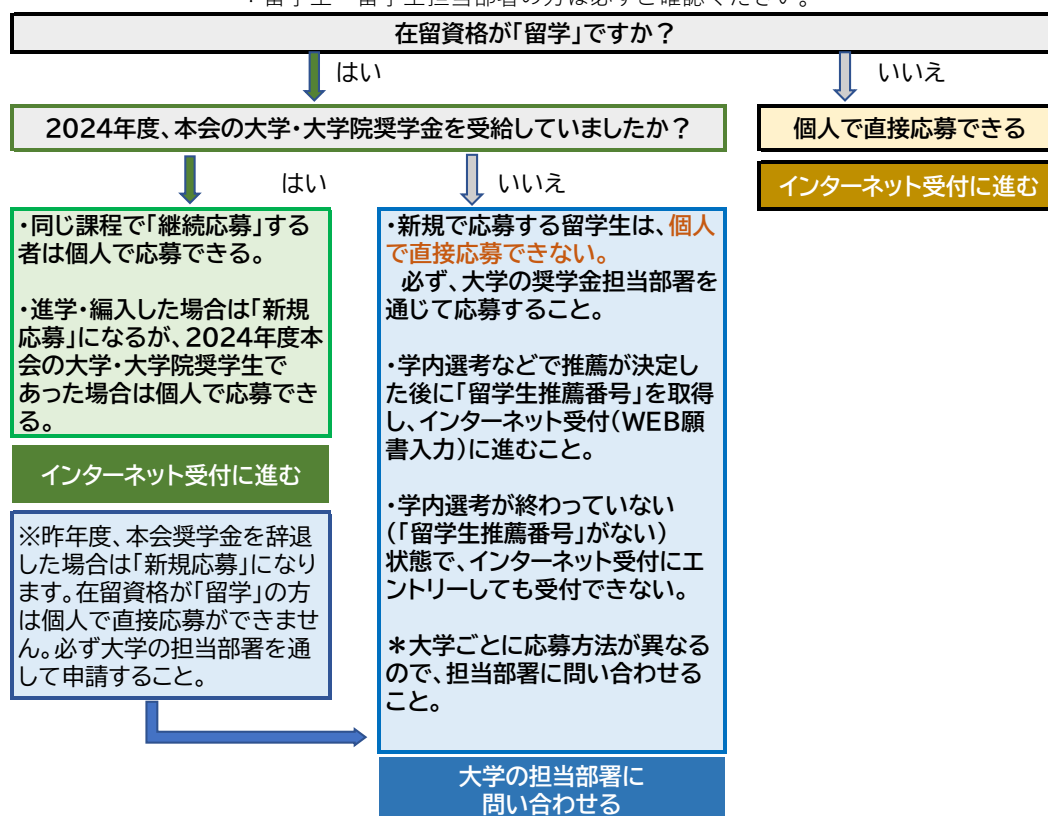 在留資格が「留学」ですか？
はい
いいえ
2024年度、本会の大学・大学院奨学金を受給していましたか？
個人で直接応募できる
インターネット受付に進む
はい
いいえ
・同じ課程で「継続応募」する
者は個人で応募できる。
・進学・編入した場合は「新規
応募」になるが、2024年度本
会の大学・大学院奨学生で
あった場合は個人で応募でき
る。
インターネット受付に進む
※昨年度、本会奨学金を辞退
した場合は「新規応募」になり
ます。在留資格が「留学」の方
は個人で直接応募ができませ
ん。必ず大学の担当部署を通
して申請すること。
・新規で応募する留学生は、個人
で直接応募できない。
必ず、大学の奨学金担当部署を
通じて応募すること。
・学内選考などで推薦が決定し
た後に「留学生推薦番号」を取得
し、インターネット受付(WEB願
書入力)に進むこと。
・学内選考が終わっていない
(「留学生推薦番号」がない)
状態で、インターネット受付にエ
ントリーしても受付できない。
＊大学ごとに応募方法が異なる
ので、担当部署に問い合わせる
こと。
大学の担当部署に
問い合わせる